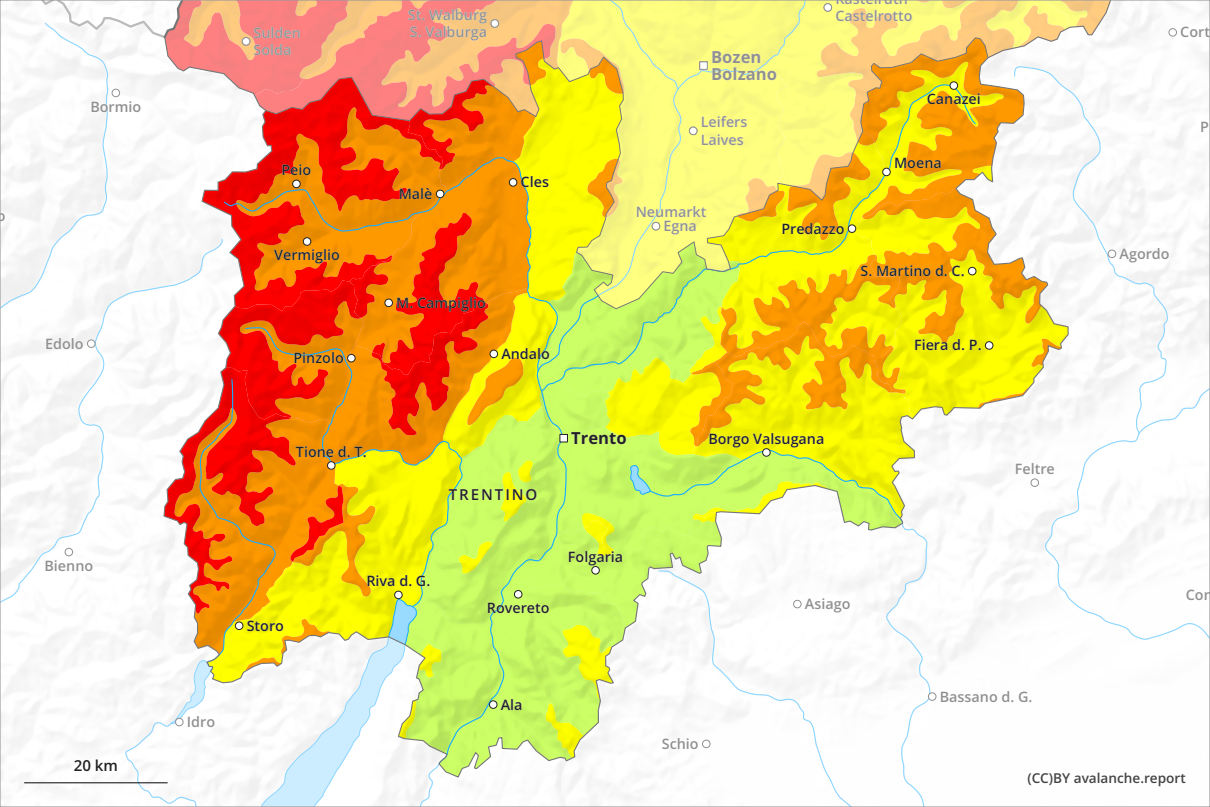 Kastelruth
Castelrotto
St. Walburg
S. Valburga
Sulden
Solda
Cort
Bozen
Bolzano
Bormio
Canazei
Leifers
Laives
P
Moena
Peio
Malè
Cles
Neumarkt
Egna
Predazzo
Vermiglio
Agordo
S. Martino d. C.
M. Campiglio
Edolo
Pinzolo
Andalo
Fiera d. P.
Trento
Borgo Valsugana
Tione d. T.
Feltre
TRENTINO
Bienno
Folgaria
Riva d. G.
Cor
Rovereto
Asiago
Storo
Bassano d. G.
Ala
Idro
Schio
20 km
(CC)BY avalanche.report